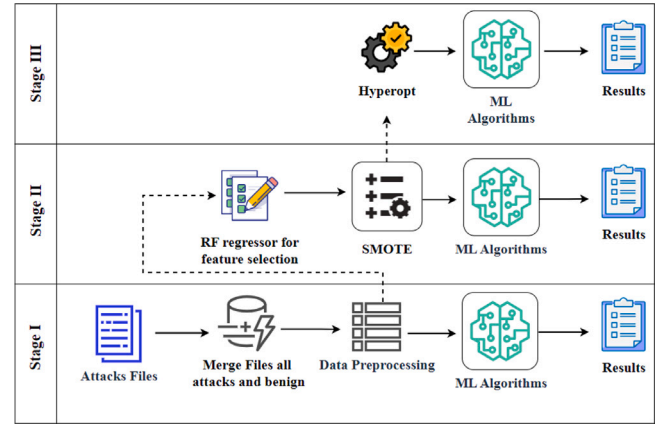 Stage III
Hyperopt
ML
Algorithms
Results
Stage II
RF regressor for
feature selection
SMOTE
ML Algorithms
Results
Stage I
Attacks Files
Merge Files all
attacks and benign
Data Preprocessing
ML Algorithms
Results